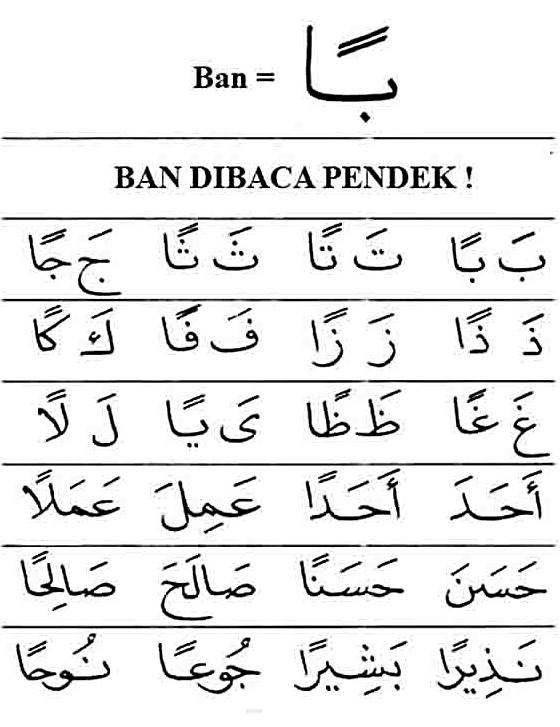 Ban = بًا
BAN DIBACA PENDEK !
بَ بًا تَ تًا ثَ ثًا جَ جًا
ذَ ذًا زَ زًا فَ فًا كَ كًا
غَ غًا ظَ ظًا یَ يًا لَ لًا
أَحَدَ أَحَدًا عَمِلَ عَمَلًا
حَسَنَ حَسَنًا صَالَحَ صَالِحًا
نَذِيرًا بَشِيرًا جُوعًا نُوحًا